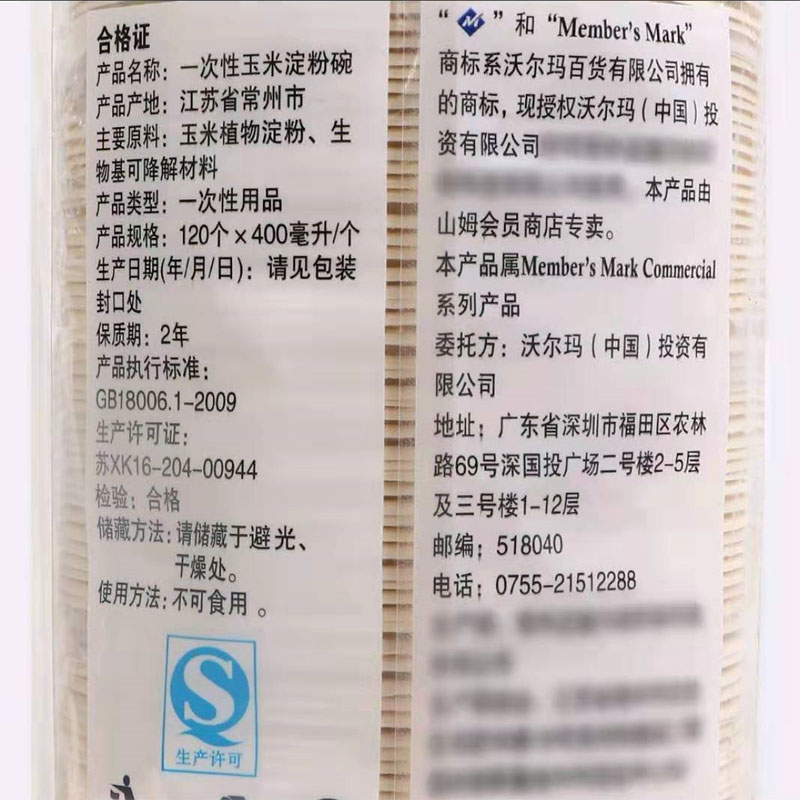 合格证
产品名称：一次性玉米淀粉碗
产品产地：江苏省常州市
主要原料：玉米植物淀粉、生
物基可降解材料
产品类型：一次性用品
产品规格：120个×400毫升/个
生产日期(年/月/日)：请见包装
封口处
保质期：2年
产品执行标准：
GB18006.1-2009
生产许可证：
苏XK16-204-00944
检验：合格
储藏方法：请储藏于避光、
干燥处。
使用方法：不可食用。
生产许可
“ ”和“Member's Mark”
商标系沃尔玛百货有限公司拥有
的商标，现授权沃尔玛（中国）投
资有限公司
本产品由
山姆会员商店专卖。
本产品属Member's Mark Commercial
系列产品
委托方：沃尔玛（中国）投资有
限公司
地址：广东省深圳市福田区农林
路69号深国投广场二号楼2-5层
及三号楼1-12层
邮编：518040
电话：0755-21512288